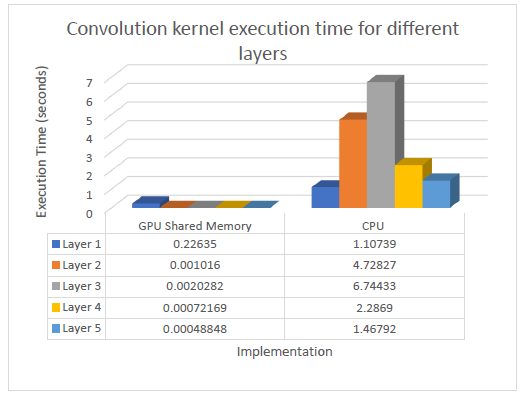 Convolution kernel execution time for different
layers
Execution Time (seconds)
7
6
5
4
3
2
1
0
GPU Shared Memory CPU
Layer 1 0.22635 1.10739
Layer 2 0.001016 4.72827
Layer 3 0.0020282 6.74433
Layer 4 0.00072169 2.2869
Layer 5 0.00048848 1.46792
Implementation